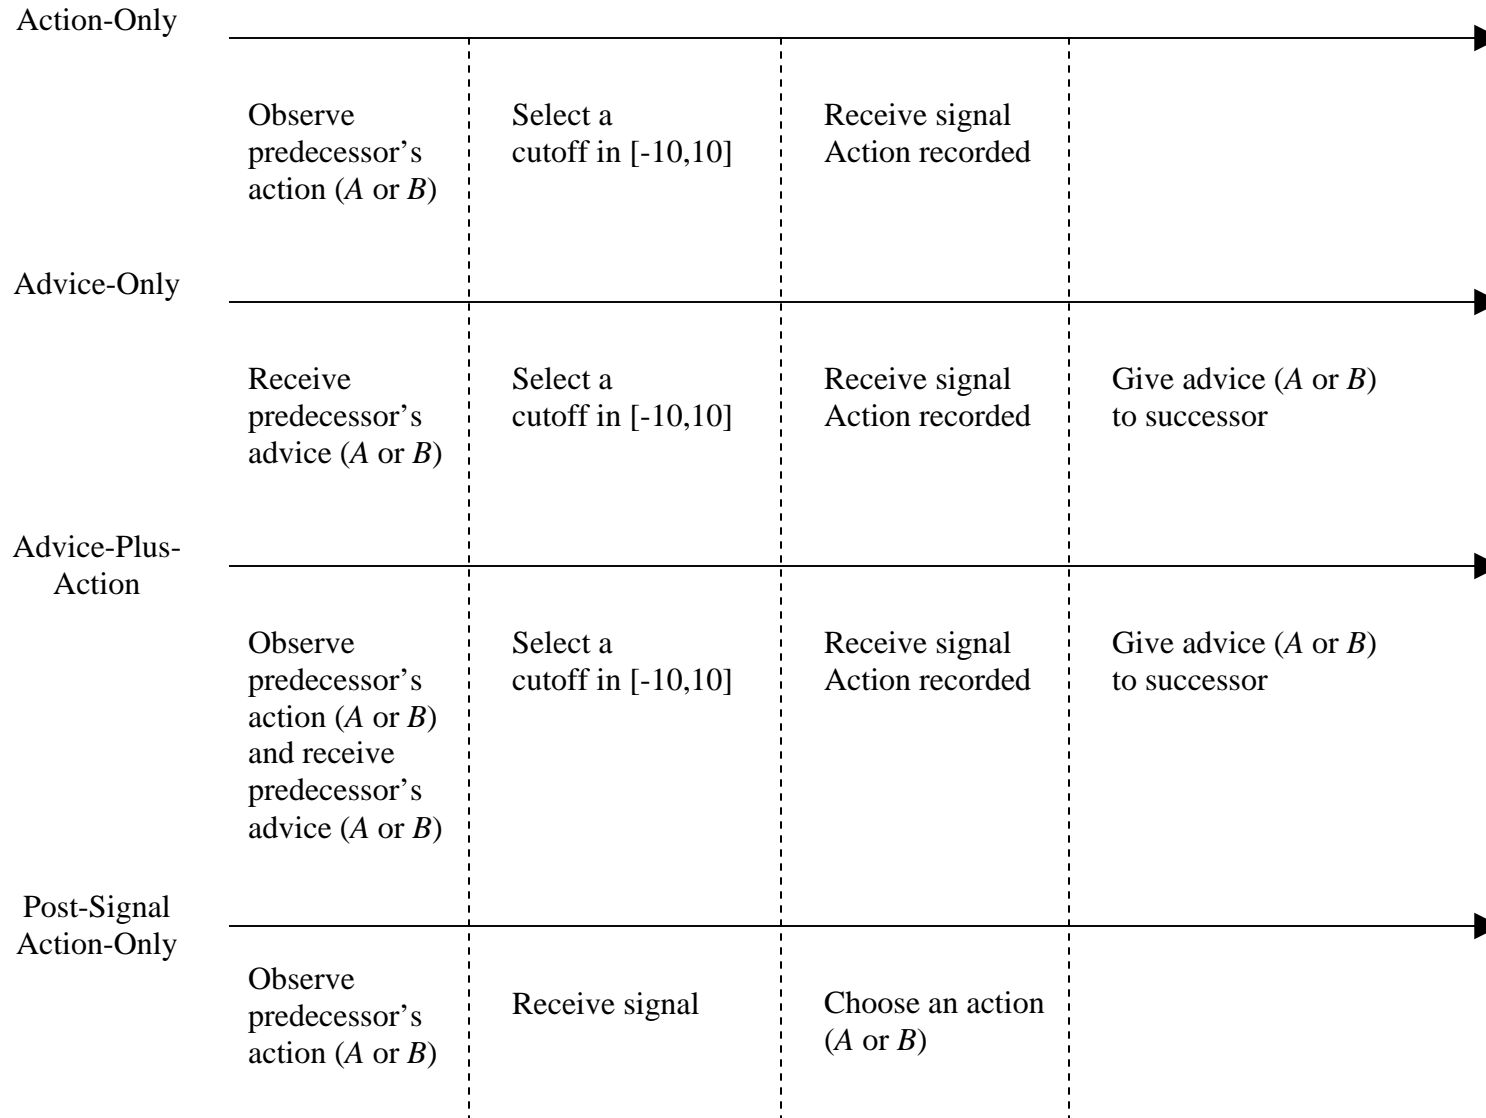 Action-Only
Observe
predecessor's
action (A or B)
Select a
cutoff in [-10,10]
Receive signal
Action recorded
Advice-Only
Receive
predecessor's
advice (A or B)
Select a
cutoff in [-10,10]
Receive signal
Action recorded
Give advice (A or B)
to successor
Advice-Plus-
Action
Observe
predecessor's
action (A or B)
and receive
predecessor's
advice (A or B)
Select a
cutoff in [-10,10]
Receive signal
Action recorded
Give advice (A or B)
to successor
Post-Signal
Action-Only
Observe
predecessor's
action (A or B)
Receive signal
Choose an action
(A or B)